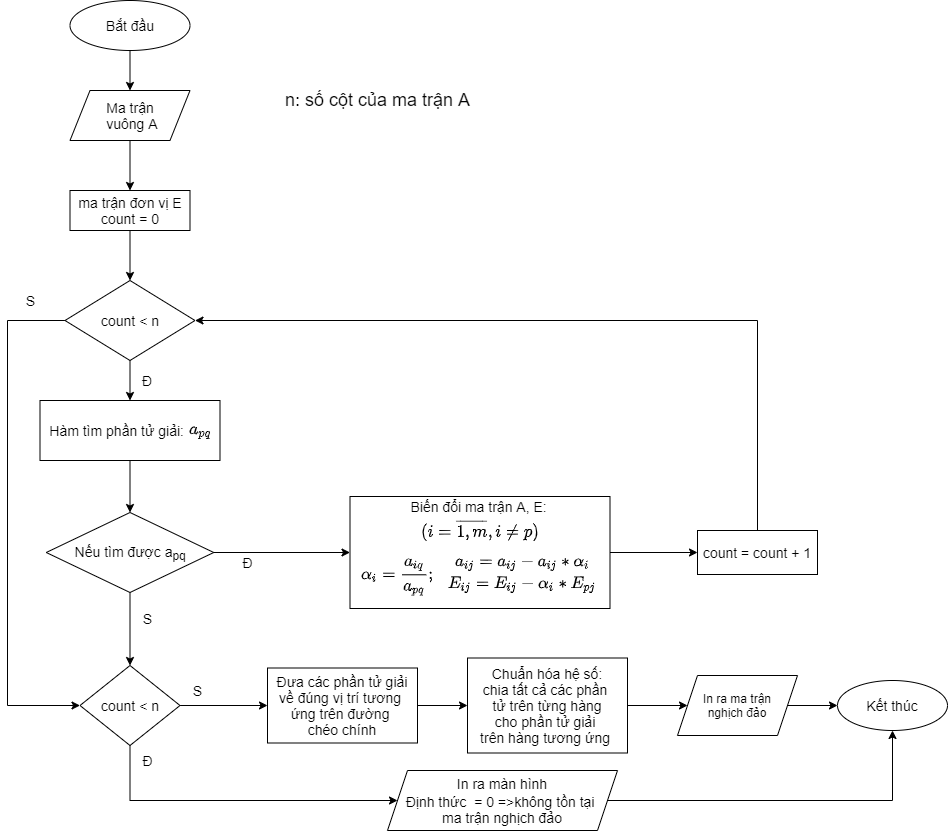 Bắt đầu
Ma trận
vuông A
n: số cột của ma trận A
ma trận đơn vị E
count = 0
S
count < n
Đ
Hàm tìm phần tử giải: a_{pq}
Nếu tìm được a_{pq}
Đ
Biến đổi ma trận A, E:
(i = \overline{1, m}, i ≠ p)
α_i = \frac{a_{iq}}{a_{pq}};
a_{ij} = a_{ij} − a_{ij} * α_i
E_{ij} = E_{ij} − α_i * E_{pj}
count = count + 1
S
count < n
S
Đưa các phần tử giải
về đúng vị trí tương
ứng trên đường
chéo chính
Chuẩn hóa hệ số:
chia tất cả các phần
tử trên từng hàng
cho phần tử giải
trên hàng tương ứng
In ra ma trận
nghịch đảo
Kết thúc
Đ
In ra màn hình
Định thức = 0 =>không tồn tại
ma trận nghịch đảo